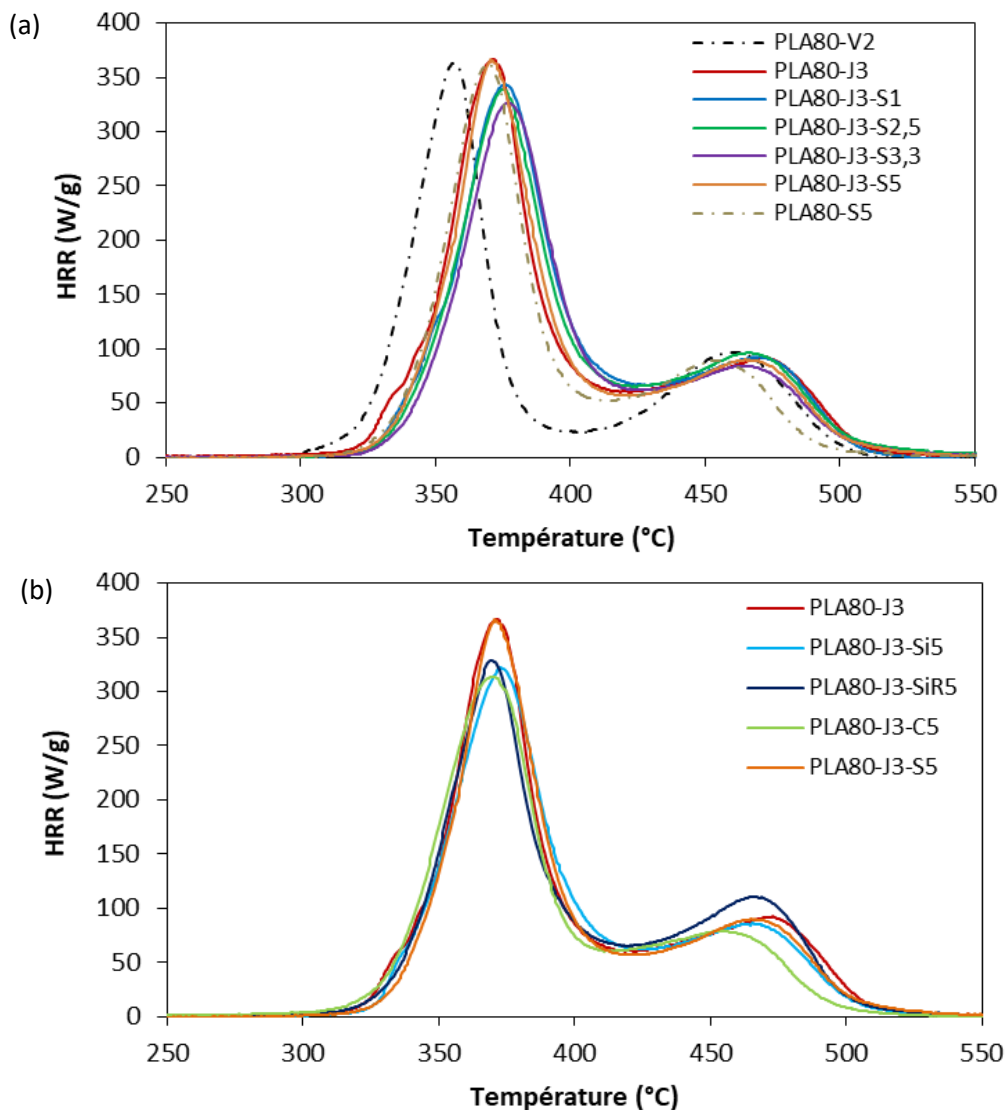 (a)
400
350
300
250
200
150
100
50
0
HRR (W/g)
PLA80-V2
PLA80-J3
PLA80-J3-S1
PLA80-J3-S2,5
PLA80-J3-S3,3
PLA80-J3-S5
PLA80-S5
250 300 350 400 450 500 550
Température (°C)
(b)
400
350
300
250
200
150
100
50
0
HRR (W/g)
PLA80-J3
PLA80-J3-Si5
PLA80-J3-SiR5
PLA80-J3-C5
PLA80-J3-S5
250 300 350 400 450 500 550
Température (°C)